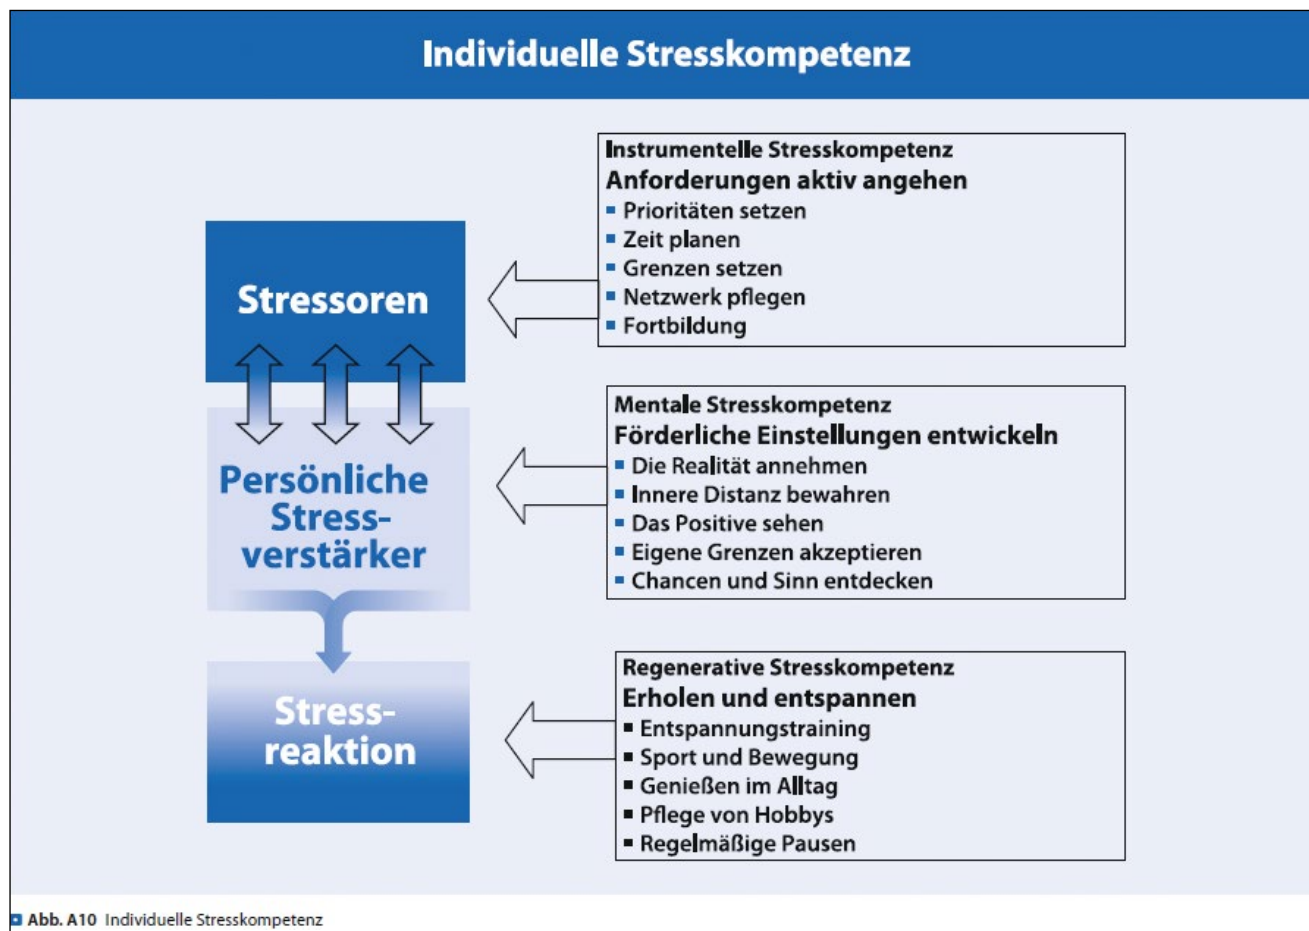 Individuelle Stresskompetenz
Stressoren
Persönliche
Stress-
verstärker
Stress-
reaktion
Instrumentelle Stresskompetenz
Anforderungen aktiv angehen
▪ Prioritäten setzen
▪ Zeit planen
▪ Grenzen setzen
▪ Netzwerk pflegen
▪ Fortbildung
Mentale Stresskompetenz
Förderliche Einstellungen entwickeln
▪ Die Realität annehmen
▪ Innere Distanz bewahren
▪ Das Positive sehen
▪ Eigene Grenzen akzeptieren
▪ Chancen und Sinn entdecken
Regenerative Stresskompetenz
Erholen und entspannen
▪ Entspannungstraining
▪ Sport und Bewegung
▪ Genießen im Alltag
▪ Pflege von Hobbys
▪ Regelmäßige Pausen
Abb. A10 Individuelle Stresskompetenz